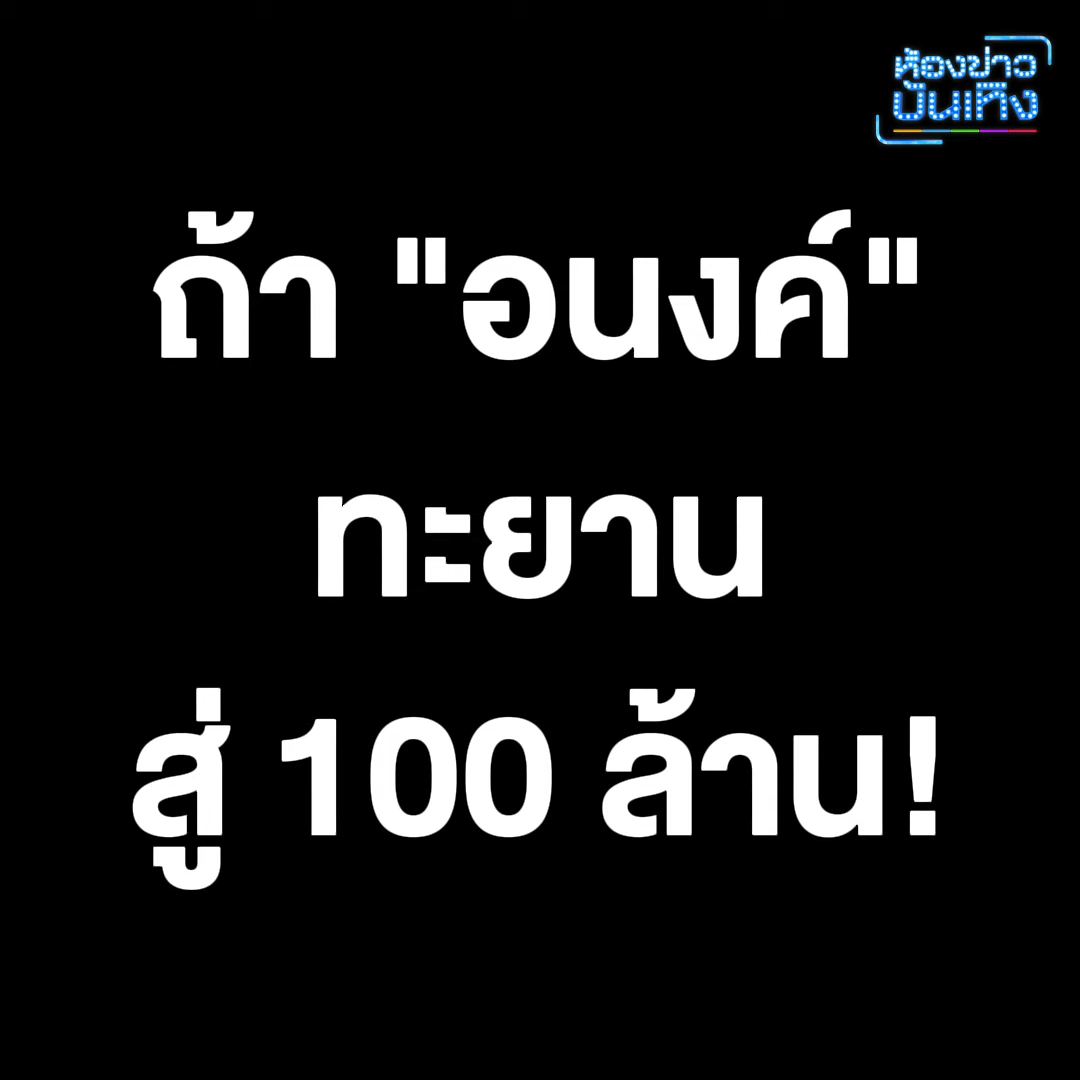 ห้องข่าว
บันเทิง
ถ้า "อนงค์"
ทะยาน
สู่ 100 ล้าน!